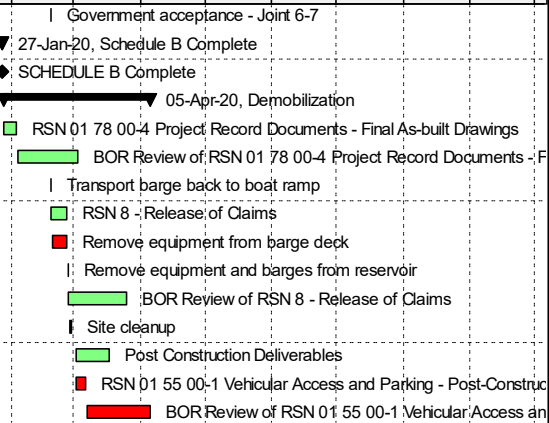 Government acceptance - Joint 6-7
27-Jan-20, Schedule B Complete
SCHEDULE B Complete
05-Apr-20, Demobilization
RSN 01 78 00-4 Project Record Documents - Final As-built Drawings
BOR Review of RSN 01 78 00-4 Project Record Documents - F
Transport barge back to boat ramp
RSN 8 - Release of Claims
Remove equipment from barge deck
Remove equipment and barges from reservoir
BOR Review of RSN 8 - Release of Claims
Site cleanup
Post Construction Deliverables
RSN 01 55 00-1 Vehicular Access and Parking - Post-Construc
BOR Review of RSN 01 55 00-1 Vehicular Access an